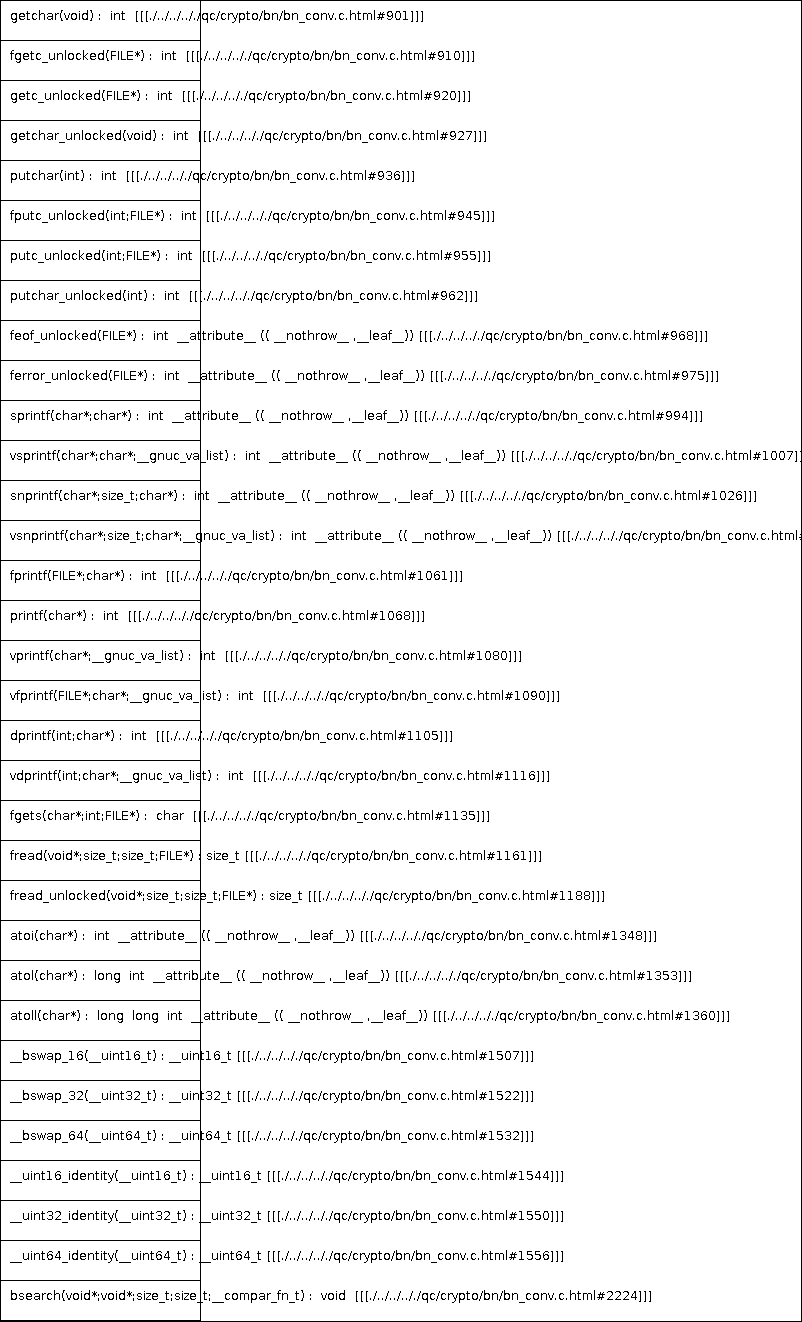 getchar(void) : int [[[./../../../../qc/crypto/bn/bn_conv.c.html#901]]]
fgetc_unlocked(FILE*) : int [[[./../../../../qc/crypto/bn/bn_conv.c.html#910]]]
getc_unlocked(FILE*) : int [[[./../../../../qc/crypto/bn/bn_conv.c.html#920]]]
getchar_unlocked(void) : int [[[./../../../../qc/crypto/bn/bn_conv.c.html#927]]]
putchar(int) : int [[[./../../../../qc/crypto/bn/bn_conv.c.html#936]]]
fputc_unlocked(int;FILE*) : int [[[./../../../../qc/crypto/bn/bn_conv.c.html#945]]]
putc_unlocked(int;FILE*) : int [[[./../../../../qc/crypto/bn/bn_conv.c.html#955]]]
putchar_unlocked(int) : int [[[./../../../../qc/crypto/bn/bn_conv.c.html#962]]]
feof_unlocked(FILE*) : int __attribute__ (( __nothrow__ ,__leaf__)) [[[./../../../../qc/crypto/bn/bn_conv.c.html#968]]]
ferror_unlocked(FILE*) : int __attribute__ (( __nothrow__ ,__leaf__)) [[[./../../../../qc/crypto/bn/bn_conv.c.html#975]]]
sprintf(char*;char*) : int __attribute__ (( __nothrow__ ,__leaf__)) [[[./../../../../qc/crypto/bn/bn_conv.c.html#994]]]
vsprintf(char*;char*;__gnuc_va_list) : int __attribute__ (( __nothrow__ ,__leaf__)) [[[./../../../../qc/crypto/bn/bn_conv.c.html#1007]]
snprintf(char*;size_t;char*) : int __attribute__ (( __nothrow__ ,__leaf__)) [[[./../../../../qc/crypto/bn/bn_conv.c.html#1026]]]
vsnprintf(char*;size_t;char*;__gnuc_va_list) : int __attribute__ (( __nothrow__ ,__leaf__)) [[[./../../../../qc/crypto/bn/bn_conv.c.html#
fprintf(FILE*;char*) : int [[[./../../../../qc/crypto/bn/bn_conv.c.html#1061]]]
printf(char*) : int [[[./../../../../qc/crypto/bn/bn_conv.c.html#1068]]]
vprintf(char*;__gnuc_va_list) : int [[[./../../../../qc/crypto/bn/bn_conv.c.html#1080]]]
vfprintf(FILE*;char*;__gnuc_va_list) : int [[[./../../../../qc/crypto/bn/bn_conv.c.html#1090]]]
dprintf(int;char*) : int [[[./../../../../qc/crypto/bn/bn_conv.c.html#1105]]]
vdprintf(int;char*;__gnuc_va_list) : int [[[./../../../../qc/crypto/bn/bn_conv.c.html#1116]]]
fgets(char*;int;FILE*) : char [[[./../../../../qc/crypto/bn/bn_conv.c.html#1135]]]
fread(void*;size_t;size_t;FILE*) : size_t [[[./../../../../qc/crypto/bn/bn_conv.c.html#1161]]]
fread_unlocked(void*;size_t;size_t;FILE*) : size_t [[[./../../../../qc/crypto/bn/bn_conv.c.html#1188]]]
atoi(char*) : int __attribute__ (( __nothrow__ ,__leaf__)) [[[./../../../../qc/crypto/bn/bn_conv.c.html#1348]]]
atol(char*) : long int __attribute__ (( __nothrow__ ,__leaf__)) [[[./../../../../qc/crypto/bn/bn_conv.c.html#1353]]]
atoll(char*) : long long int __attribute__ (( __nothrow__ ,__leaf__)) [[[./../../../../qc/crypto/bn/bn_conv.c.html#1360]]]
__bswap_16(__uint16_t) : __uint16_t [[[./../../../../qc/crypto/bn/bn_conv.c.html#1507]]]
__bswap_32(__uint32_t) : __uint32_t [[[./../../../../qc/crypto/bn/bn_conv.c.html#1522]]]
__bswap_64(__uint64_t) : __uint64_t [[[./../../../../qc/crypto/bn/bn_conv.c.html#1532]]]
__uint16_identity(__uint16_t) : __uint16_t [[[./../../../../qc/crypto/bn/bn_conv.c.html#1544]]]
__uint32_identity(__uint32_t) : __uint32_t [[[./../../../../qc/crypto/bn/bn_conv.c.html#1550]]]
__uint64_identity(__uint64_t) : __uint64_t [[[./../../../../qc/crypto/bn/bn_conv.c.html#1556]]]
bsearch(void*;void*;size_t;size_t;__compar_fn_t) : void [[[./../../../../qc/crypto/bn/bn_conv.c.html#2224]]]